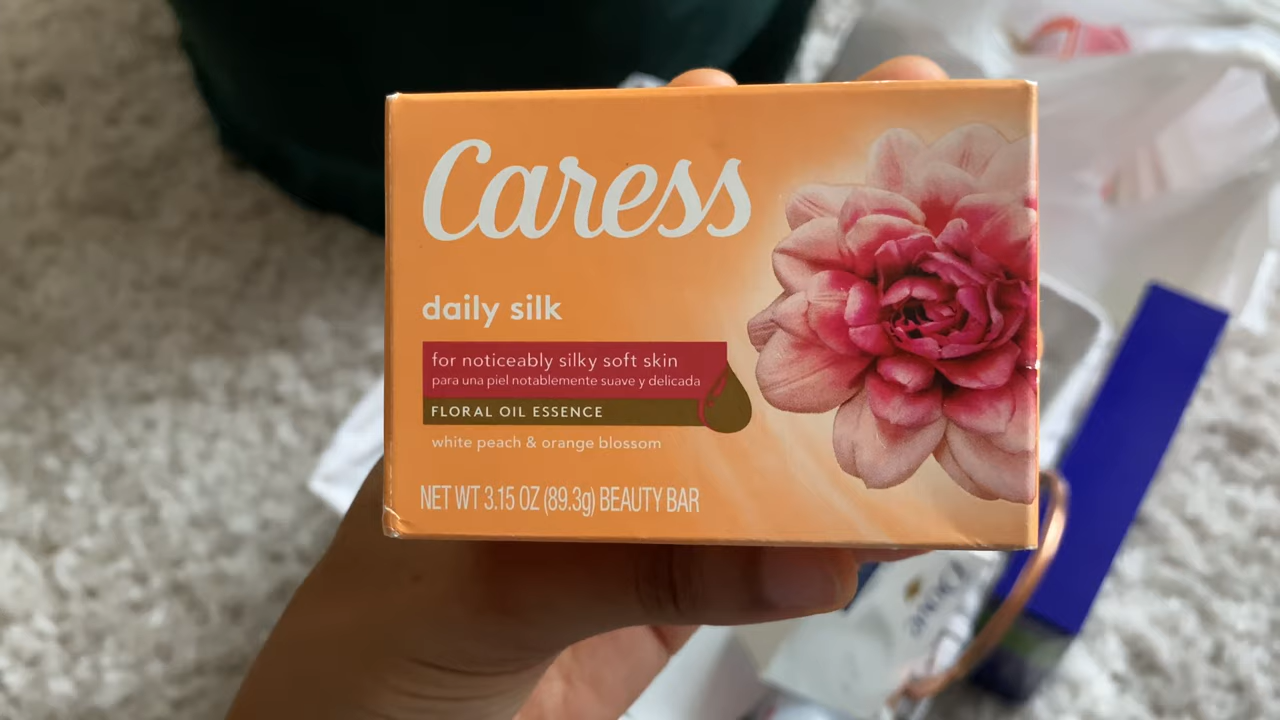 Caress
daily silk
for noticeably silky soft skin
para una piel notablemente suave y delicada
FLORAL OIL ESSENCE
white peach & orange blossom
NET WT 3.15 OZ (89.3g) BEAUTY BAR
Dove